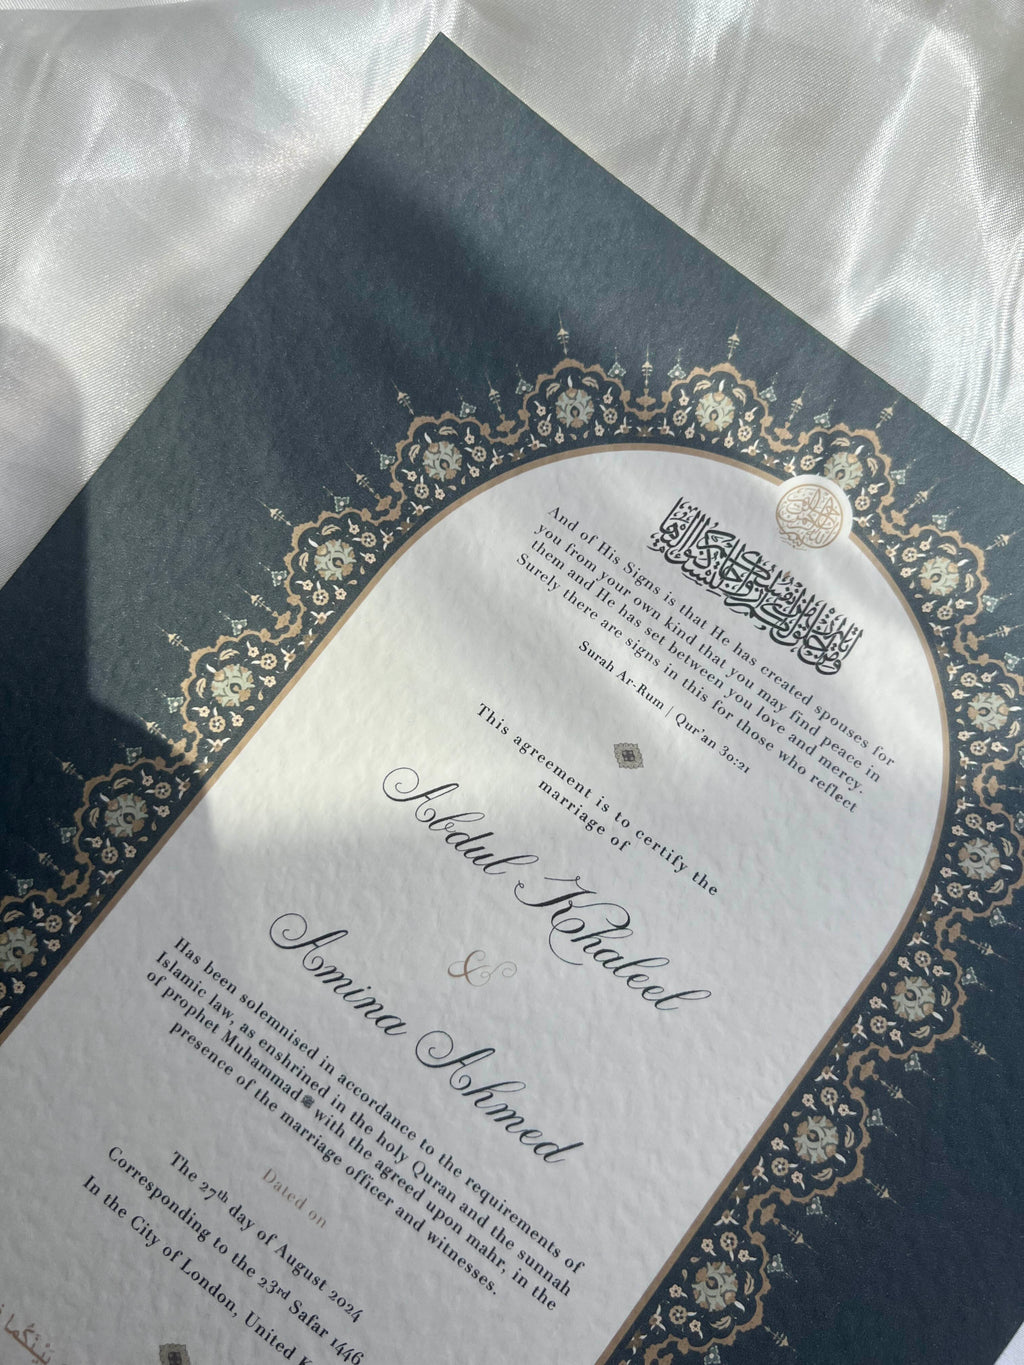 And of His Signs is that He has created spouses for
you from your own kind that you may find peace in
them and He has set between you love and mercy.
Surely there are signs in this for those who reflect
Surah Ar-Rum | Qur'an 30:21
This agreement is to certify the
marriage of
Abdul Khaleel
&
Amina Ahmed
Has been solemnised in accordance to the requirements of
Islamic law, as enshrined in the holy Quran and the sunnah
of prophet Muhammad ﷺ with the agreed upon mahr, in the
presence of the marriage officer and witnesses.
Dated on
The 27th day of August 2024
Corresponding to the 23rd Safar 1446
In the City of London, United